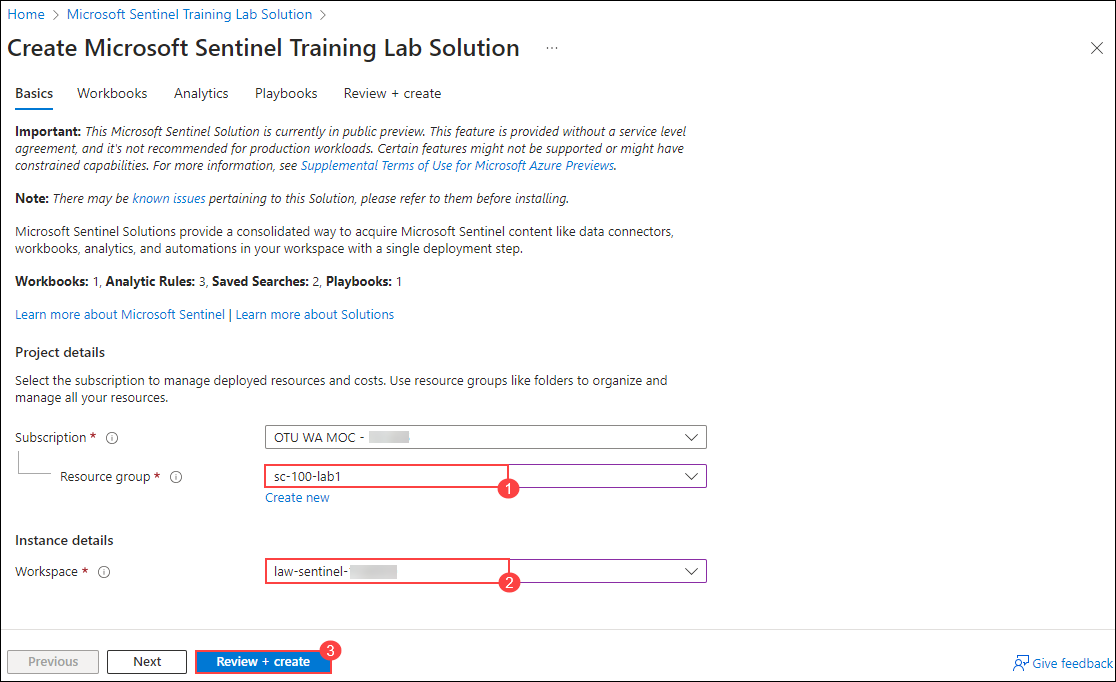 Home > Microsoft Sentinel Training Lab Solution >
Create Microsoft Sentinel Training Lab Solution ...
Basics Workbooks Analytics Playbooks Review + create
Important: This Microsoft Sentinel Solution is currently in public preview. This feature is provided without a service level
agreement, and it's not recommended for production workloads. Certain features might not be supported or might have
constrained capabilities. For more information, see Supplemental Terms of Use for Microsoft Azure Previews.
Note: There may be known issues pertaining to this Solution, please refer to them before installing.
Microsoft Sentinel Solutions provide a consolidated way to acquire Microsoft Sentinel content like data connectors,
workbooks, analytics, and automations in your workspace with a single deployment step.
Workbooks: 1, Analytic Rules: 3, Saved Searches: 2, Playbooks: 1
Learn more about Microsoft Sentinel | Learn more about Solutions
Project details
Select the subscription to manage deployed resources and costs. Use resource groups like folders to organize and
manage all your resources.
Subscription * OTU WA MOC -
Resource group * sc-100-lab1
1
Create new
Instance details
Workspace * law-sentinel-
2
3
Previous Next Review + create Give feedback